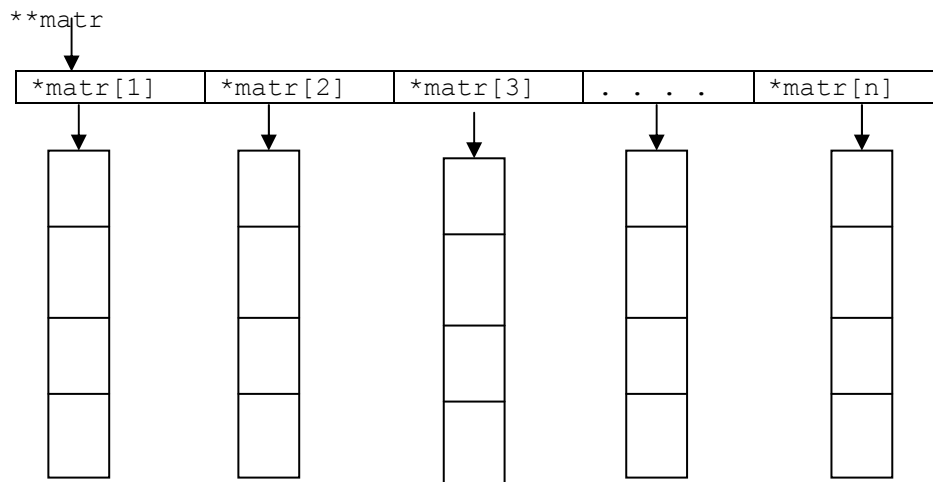 **matr
*matr[1] *matr[2] *matr[3] . . . . *matr[n]